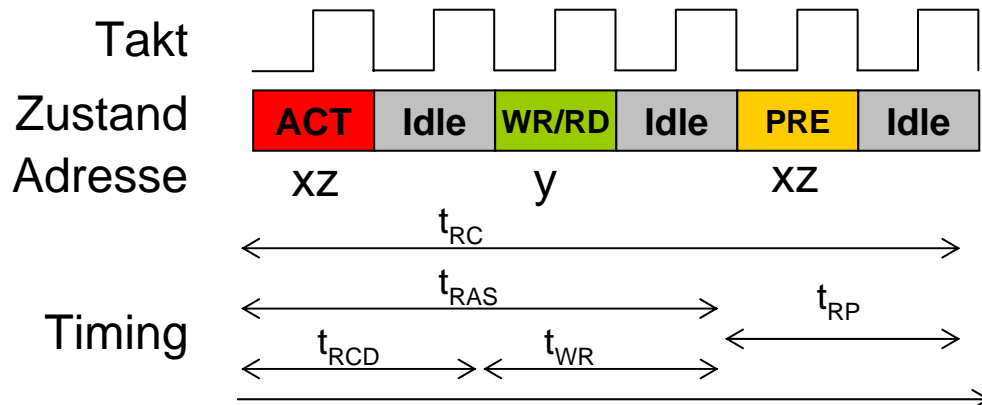 Takt
Zustand ACT Idle WR/RD Idle PRE Idle
Adresse xz y xz
tRC
tRAS
tRP
Timing
tRCD tWR